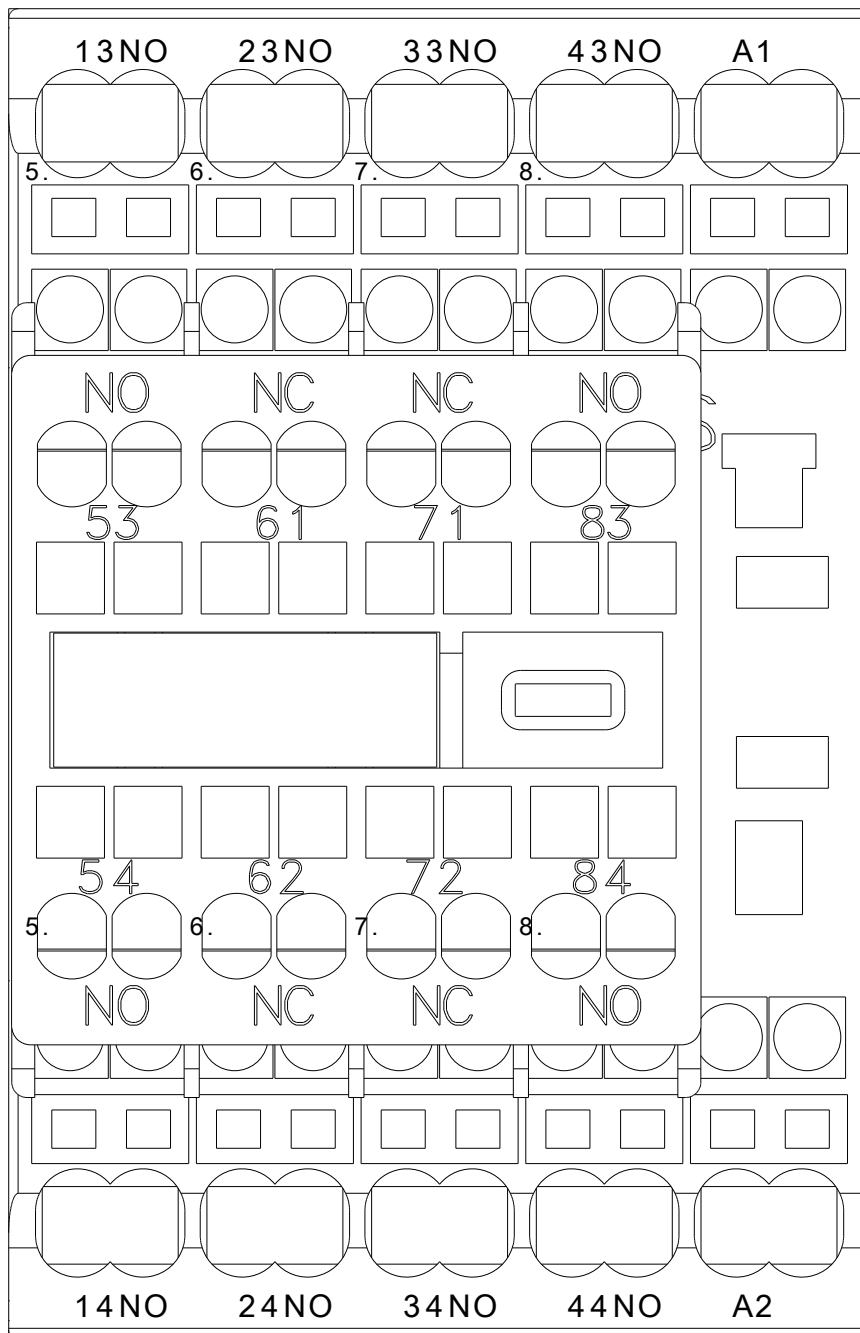 13NO 23NO 33NO 43NO A1
5. 6. 7. 8.
NO NC NC NO
53 61 71 83
54 62 72 84
5. 6. 7. 8.
NO NC NC NO
14NO 24NO 34NO 44NO A2